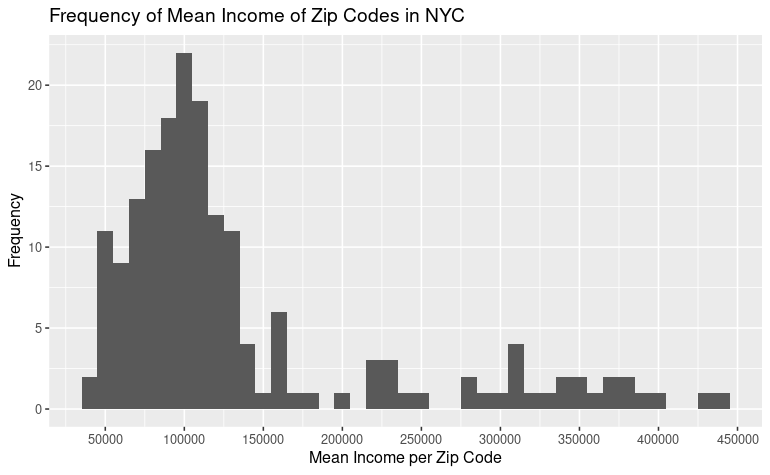 Frequency of Mean Income of Zip Codes in NYC
20
15
10
5
0
Frequency
50000 100000 150000 200000 250000 300000 350000 400000 450000
Mean Income per Zip Code